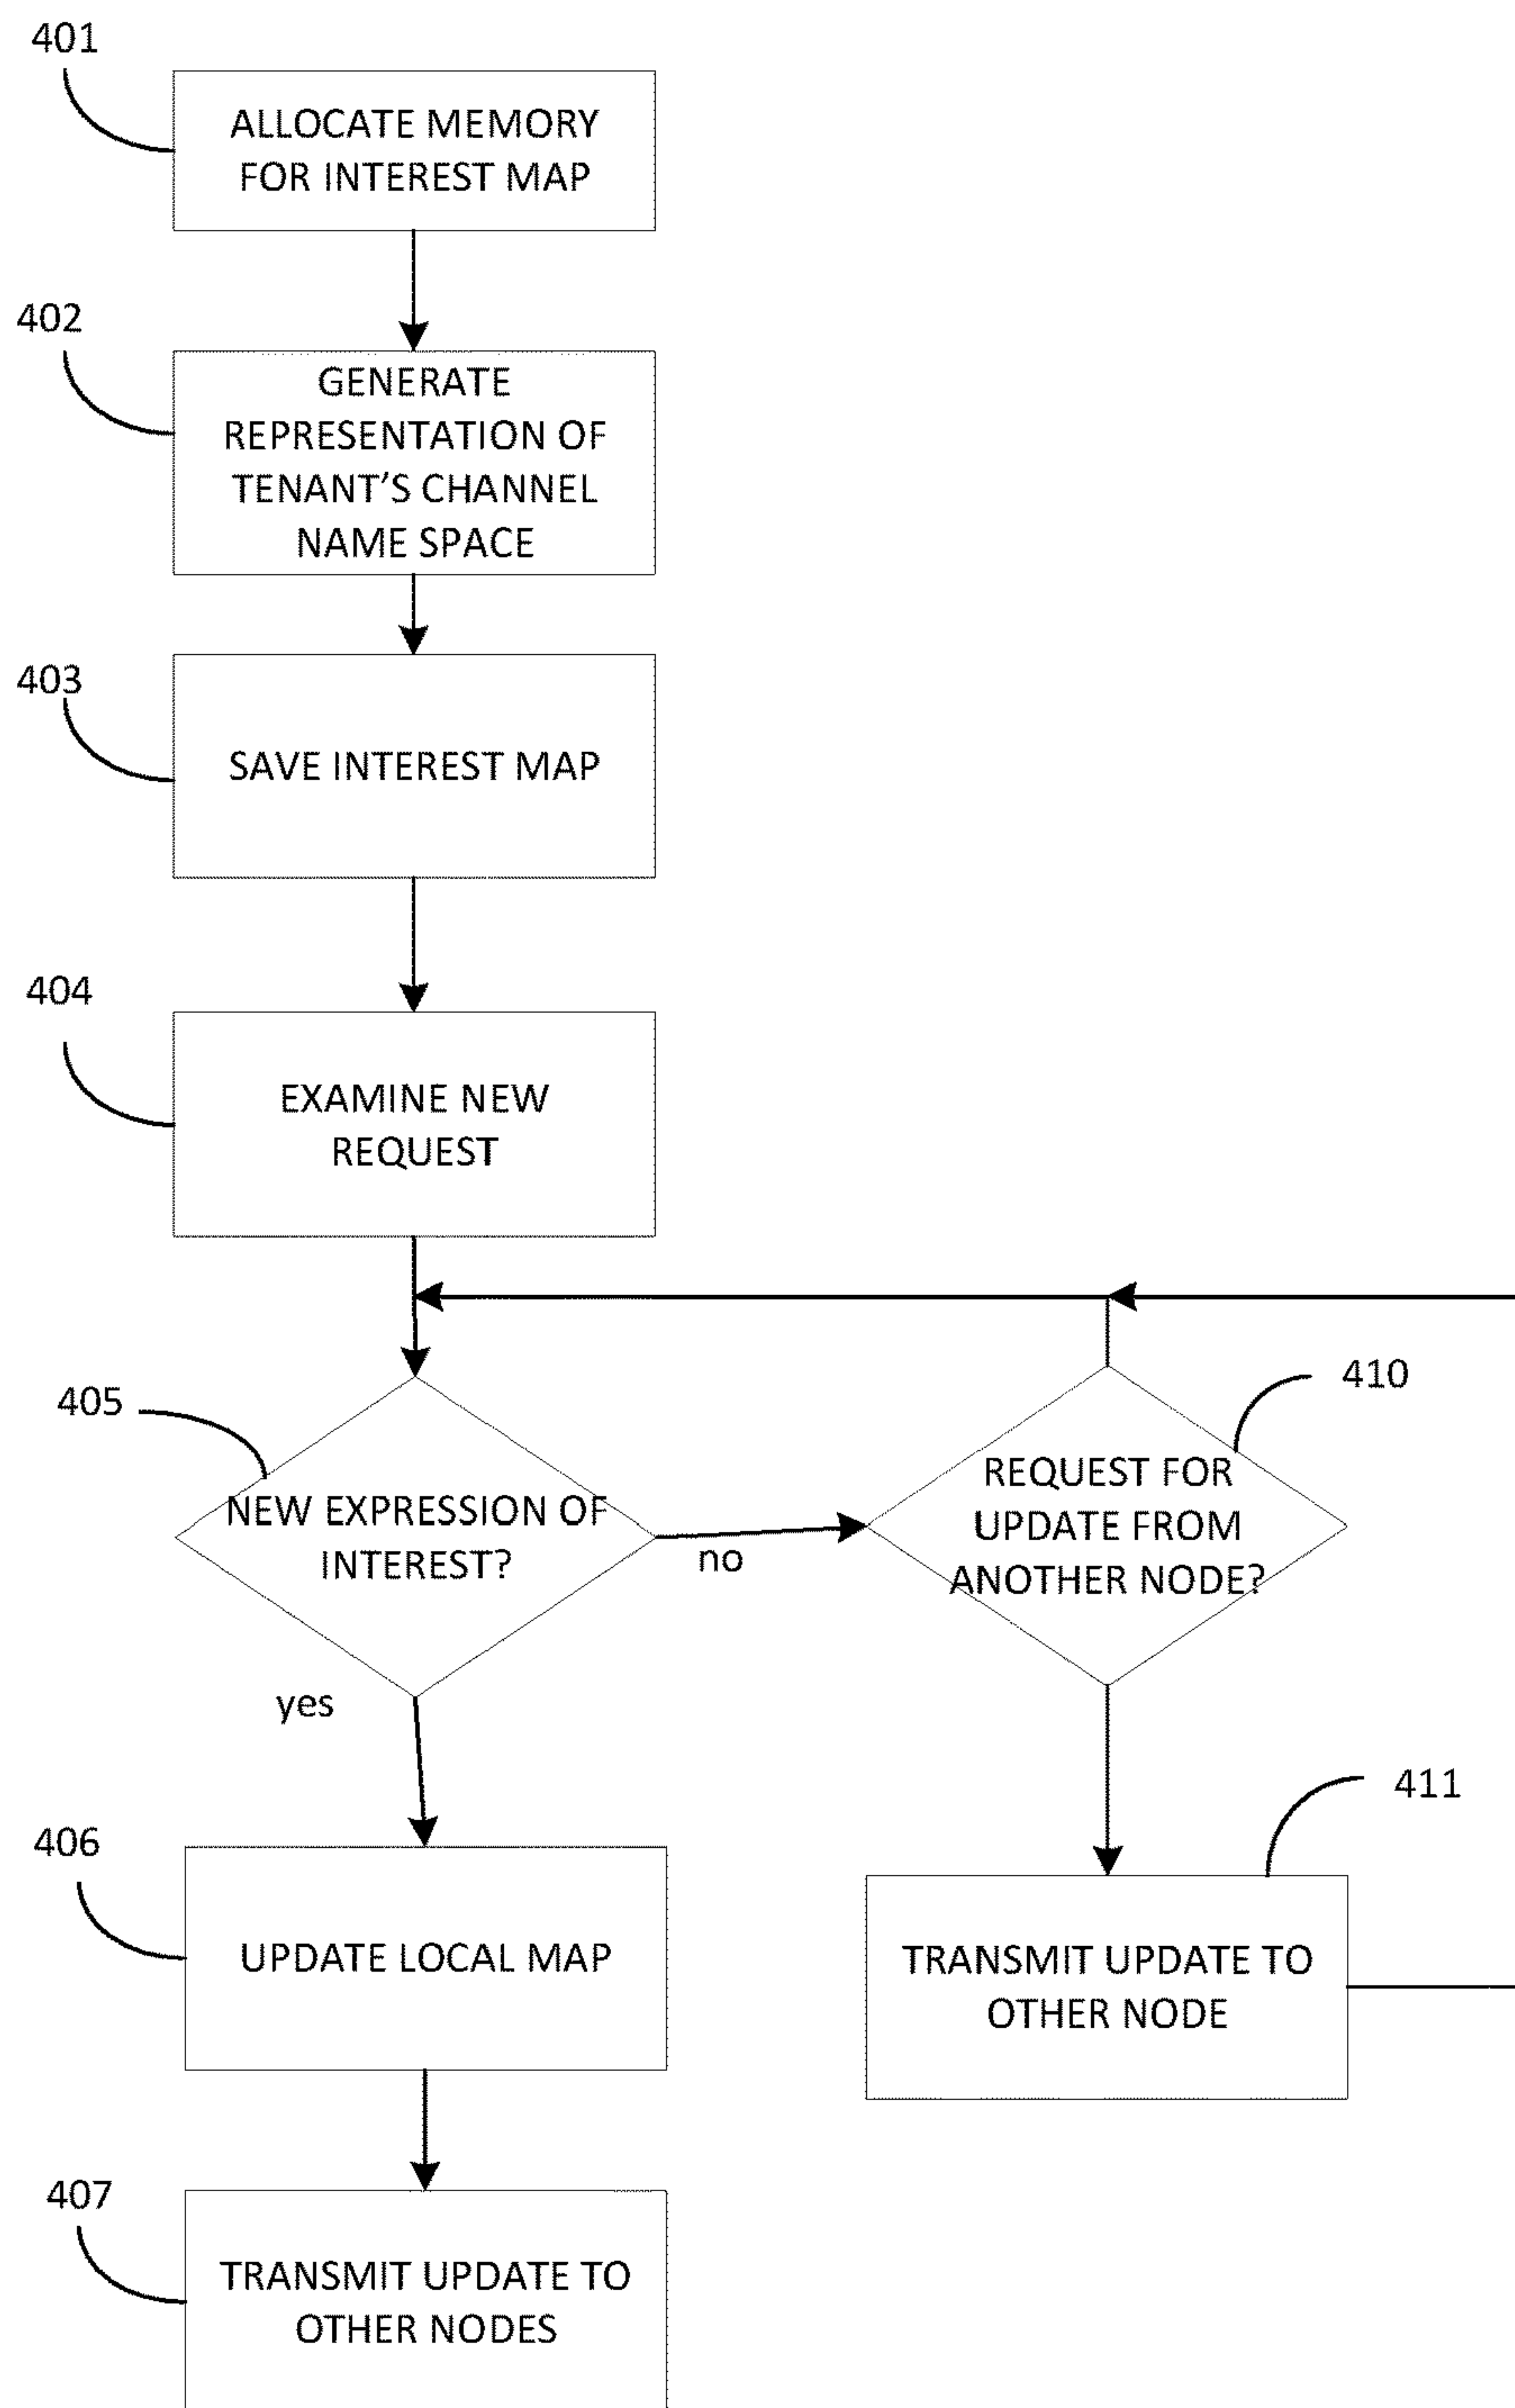 401
ALLOCATE MEMORY
FOR INTEREST MAP
402
GENERATE
REPRESENTATION OF
TENANT'S CHANNEL
NAME SPACE
403
SAVE INTEREST MAP
404
EXAMINE NEW
REQUEST
405
NEW EXPRESSION OF
INTEREST?
no
yes
410
REQUEST FOR
UPDATE FROM
ANOTHER NODE?
406
UPDATE LOCAL MAP
411
TRANSMIT UPDATE TO
OTHER NODE
407
TRANSMIT UPDATE TO
OTHER NODES